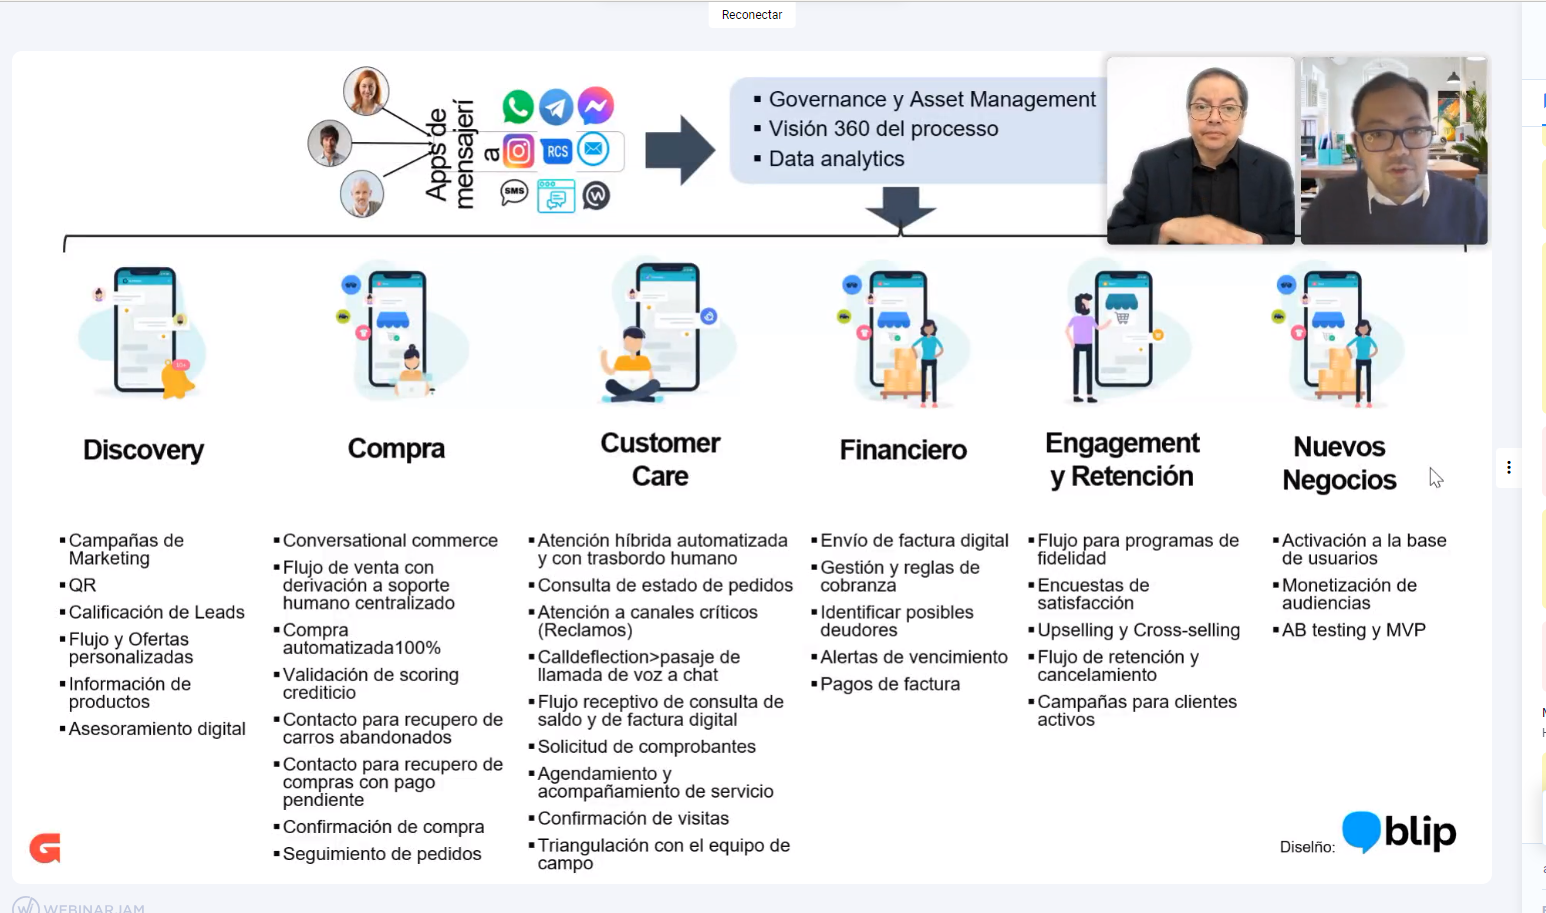 Reconectar
Apps de
mensajerí
a
RCS
SMS
▪ Governance y Asset Management
▪ Visión 360 del processo
▪ Data analytics
Discovery
▪ Campañas de
Marketing
▪ QR
▪ Calificación de Leads
▪ Flujo y Ofertas
personalizadas
▪ Información de
productos
▪ Asesoramiento digital
Compra
▪ Conversational commerce
▪ Flujo de venta con
derivación a soporte
humano centralizado
▪ Compra
automatizada100%
▪ Validación de scoring
crediticio
▪ Contacto para recupero de
carros abandonados
▪ Contacto para recupero de
compras con pago
pendiente
▪ Confirmación de compra
▪ Seguimiento de pedidos
Customer
Care
▪ Atención híbrida automatizada
y con trasbordo humano
▪ Consulta de estado de pedidos
▪ Atención a canales críticos
(Reclamos)
▪ Calldeflection>pasaje de
llamada de voz a chat
▪ Flujo receptivo de consulta de
saldo y de factura digital
▪ Solicitud de comprobantes
▪ Agendamiento y
acompañamiento de servicio
▪ Confirmación de visitas
▪ Triangulación con el equipo de
campo
Financiero
▪ Envío de factura digital
▪ Gestión y reglas de
cobranza
▪ Identificar posibles
deudores
▪ Alertas de vencimiento
▪ Pagos de factura
Engagement
y Retención
▪ Flujo para programas de
fidelidad
▪ Encuestas de
satisfacción
▪ Upselling y Cross-selling
▪ Flujo de retención y
cancelamiento
▪ Campañas para clientes
activos
Nuevos
Negocios
▪ Activación a la base
de usuarios
▪ Monetización de
audiencias
▪ AB testing y MVP
Diselño: blip
WEBINARJAM